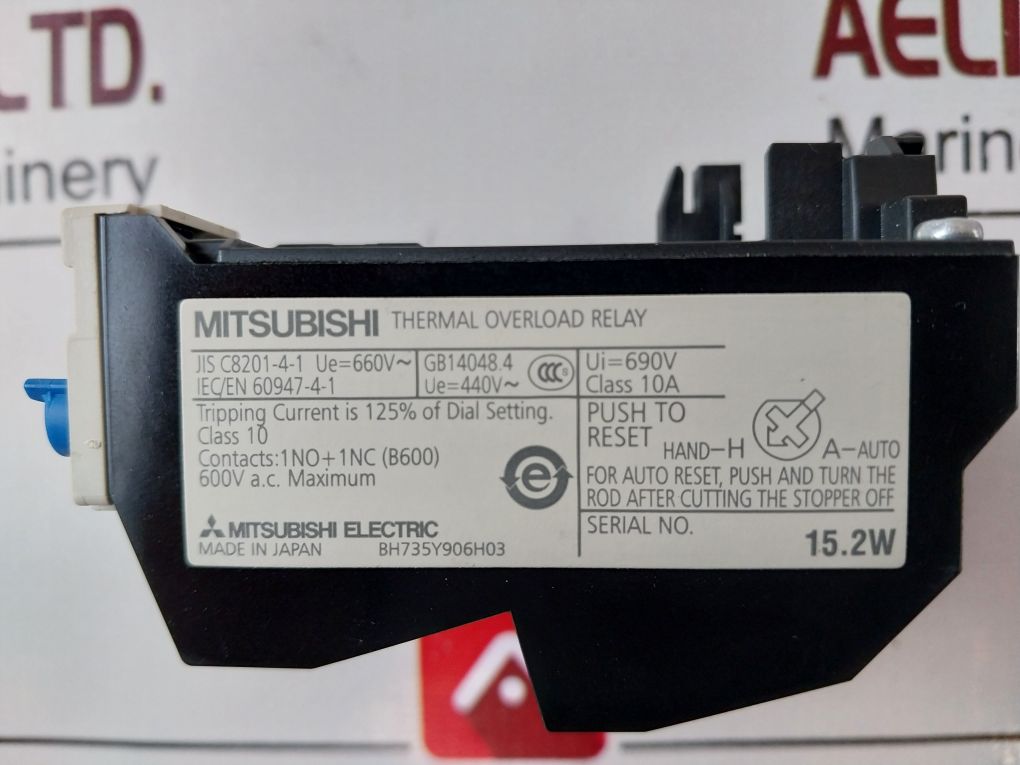 LTD.
AEL
inery
Marin
MITSUBISHI THERMAL OVERLOAD RELAY
JIS C8201-4-1 Ue=660V~
IEC/EN 60947-4-1
GB14048.4
Ue=440V~
CCC S
Ui=690V
Class 10A
Tripping Current is 125% of Dial Setting.
Class 10
Contacts:1NO+1NC (B600)
600V a.c. Maximum
e
MITSUBISHI ELECTRIC
MADE IN JAPAN BH735Y906H03
PUSH TO
RESET
HAND-H A-AUTO
FOR AUTO RESET, PUSH AND TURN THE
ROD AFTER CUTTING THE STOPPER OFF
SERIAL NO.
15.2W